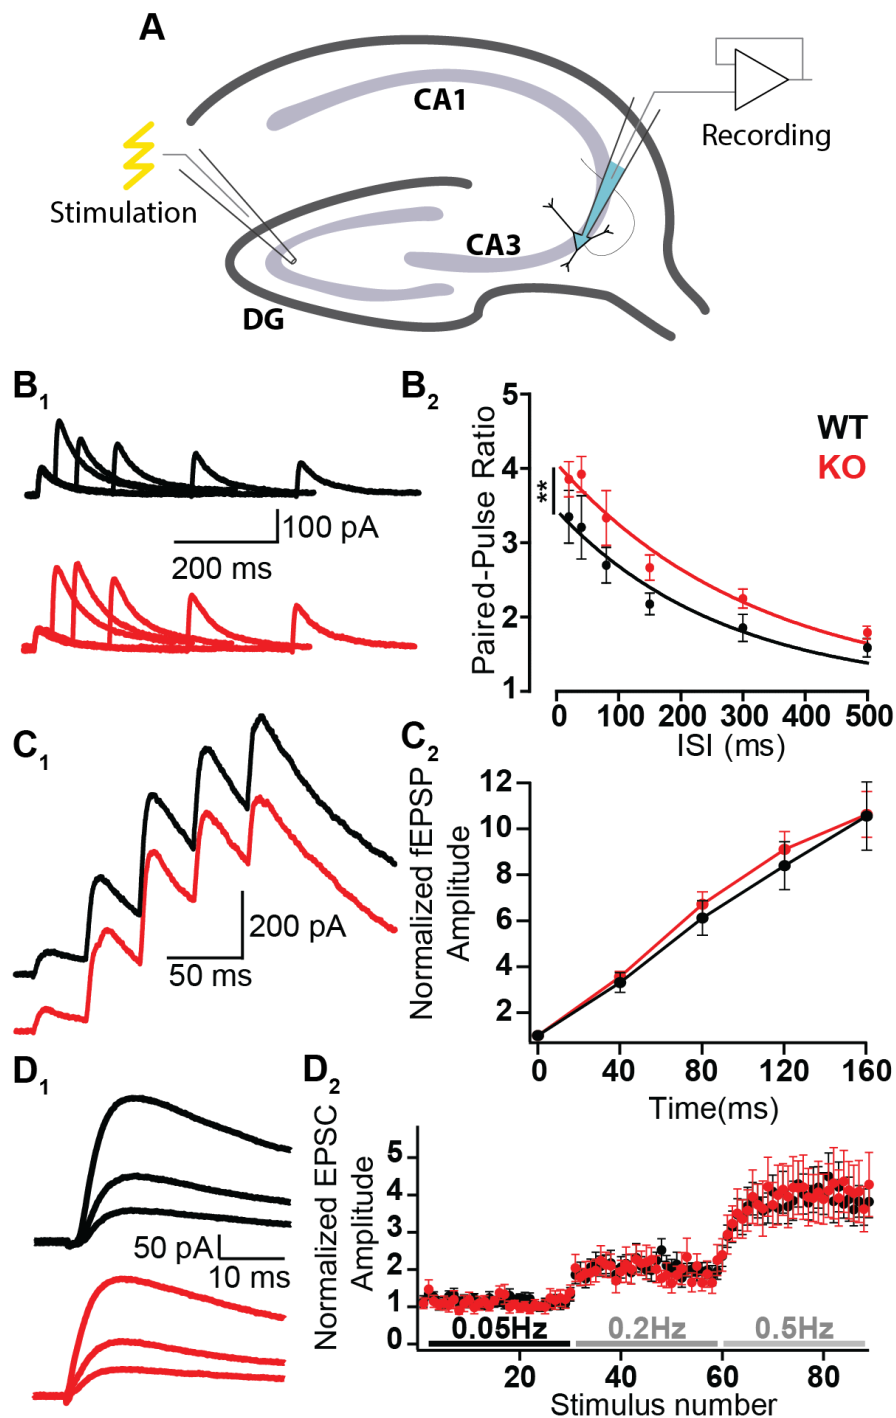 A
CA1
Recording
Stimulation
CA3
DG
B1
100 pA
200 ms
B2
Paired-Pulse Ratio
5
4
3
2
1
**
WT
KO
0 100 200 300 400 500
ISI (ms)
C1
200 pA
50 ms
C2
Normalized fEPSP
Amplitude
12
10
8
6
4
2
0 40 80 120 160
Time(ms)
D1
50 pA
10 ms
D2
Normalized EPSC
Amplitude
5
4
3
2
1
0
0.05Hz 0.2Hz 0.5Hz
20 40 60 80
Stimulus number